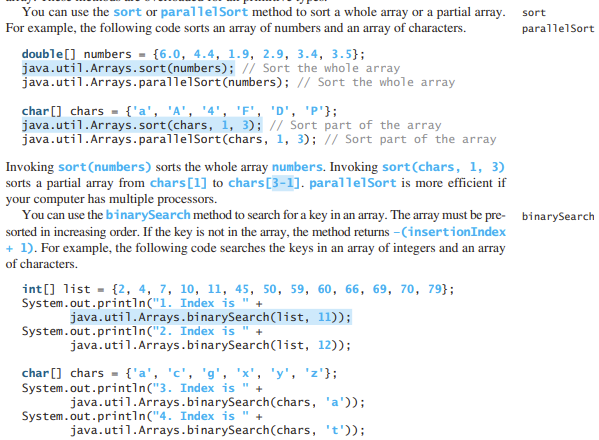 You can use the sort or parallelSort method to sort a whole array or a partial array.
sort
For example, the following code sorts an array of numbers and an array of characters.
parallelSort
double[] numbers = {6.0, 4.4, 1.9, 2.9, 3.4, 3.5};
java.util.Arrays.sort(numbers); // Sort the whole array
java.util.Arrays.parallelSort(numbers); // Sort the whole array
char[] chars = {'a', 'A', '4', 'F', 'D', 'P'};
java.util.Arrays.sort(chars, 1, 3); // Sort part of the array
java.util.Arrays.parallelSort(chars, 1, 3); // Sort part of the array
Invoking sort(numbers) sorts the whole array numbers. Invoking sort(chars, 1, 3)
sorts a partial array from chars[1] to chars[3-1]. parallelSort is more efficient if
your computer has multiple processors.
You can use the binarySearch method to search for a key in an array. The array must be pre-
binarySearch
sorted in increasing order. If the key is not in the array, the method returns -(insertionIndex
+ 1). For example, the following code searches the keys in an array of integers and an array
of characters.
int[] list = {2, 4, 7, 10, 11, 45, 50, 59, 60, 66, 69, 70, 79};
System.out.println("1. Index is " +
java.util.Arrays.binarySearch(list, 11));
System.out.println("2. Index is " +
java.util.Arrays.binarySearch(list, 12));
char[] chars = {'a', 'c', 'g', 'x', 'y', 'z'};
System.out.println("3. Index is " +
java.util.Arrays.binarySearch(chars, 'a'));
System.out.println("4. Index is " +
java.util.Arrays.binarySearch(chars, 't'));